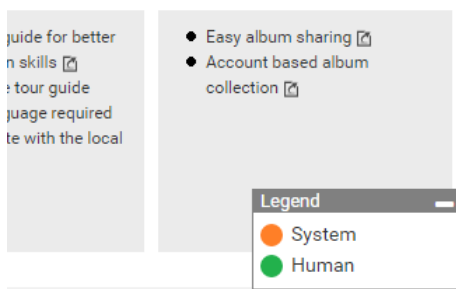 guide for better
n skills
e tour guide
guage required
te with the local
Easy album sharing
Account based album
collection
Legend
System
Human